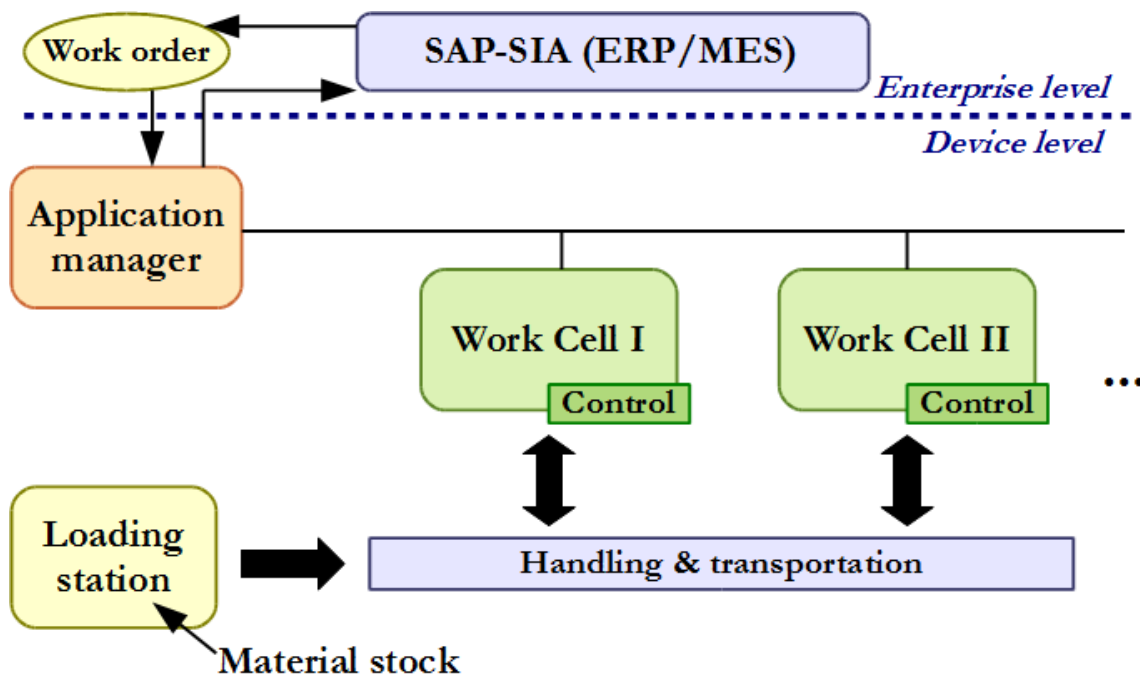 Work order
SAP-SIA (ERP/MES)
Enterprise level
Device level
Application
manager
Work Cell I
Control
Work Cell II
Control
...
Loading
station
Handling & transportation
Material stock